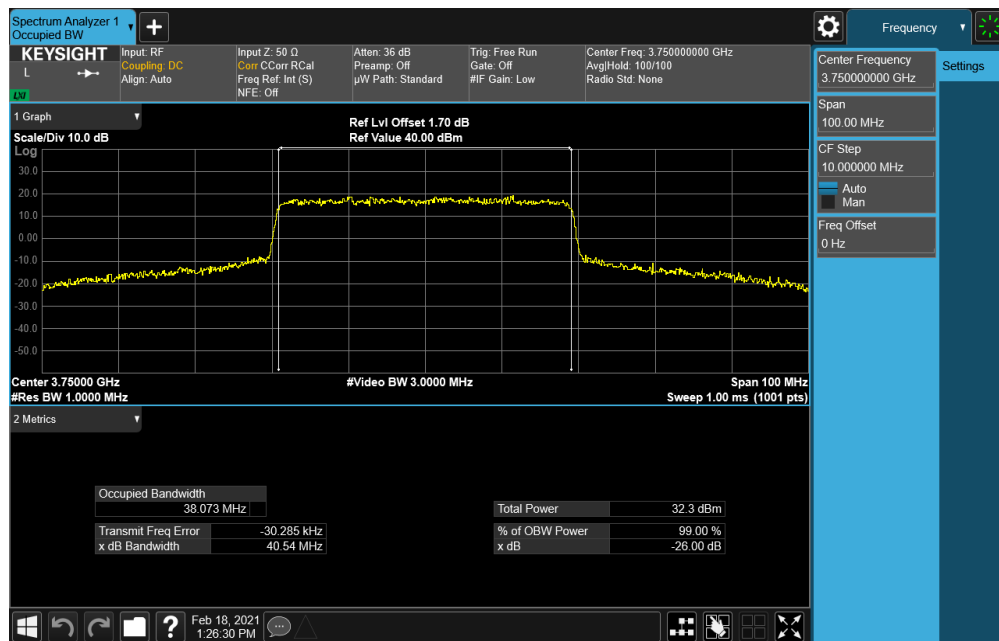 Spectrum Analyzer 1
Occupied BW
Frequency
KEYSIGHT
L
LXI
Input: RF
Coupling: DC
Align: Auto
Input Z: 50 Ω
Corr CCorr RCal
Freq Ref: Int (S)
NFE: Off
Atten: 36 dB
Preamp: Off
µW Path: Standard
Trig: Free Run
Gate: Off
#IF Gain: Low
Center Freq: 3.750000000 GHz
Avg|Hold: 100/100
Radio Std: None
Center Frequency
3.750000000 GHz
Settings
Span
100.00 MHz
CF Step
10.000000 MHz
Auto
Man
Freq Offset
0 Hz
1 Graph
Scale/Div 10.0 dB
Ref Lvl Offset 1.70 dB
Ref Value 40.00 dBm
Log
30.0
20.0
10.0
0.00
-10.0
-20.0
-30.0
-40.0
-50.0
Center 3.75000 GHz
#Video BW 3.0000 MHz
Span 100 MHz
#Res BW 1.0000 MHz
Sweep 1.00 ms (1001 pts)
2 Metrics
Occupied Bandwidth
38.073 MHz
Total Power 32.3 dBm
Transmit Freq Error -30.285 kHz
% of OBW Power 99.00 %
x dB Bandwidth 40.54 MHz
x dB -26.00 dB
Feb 18, 2021
1:26:30 PM